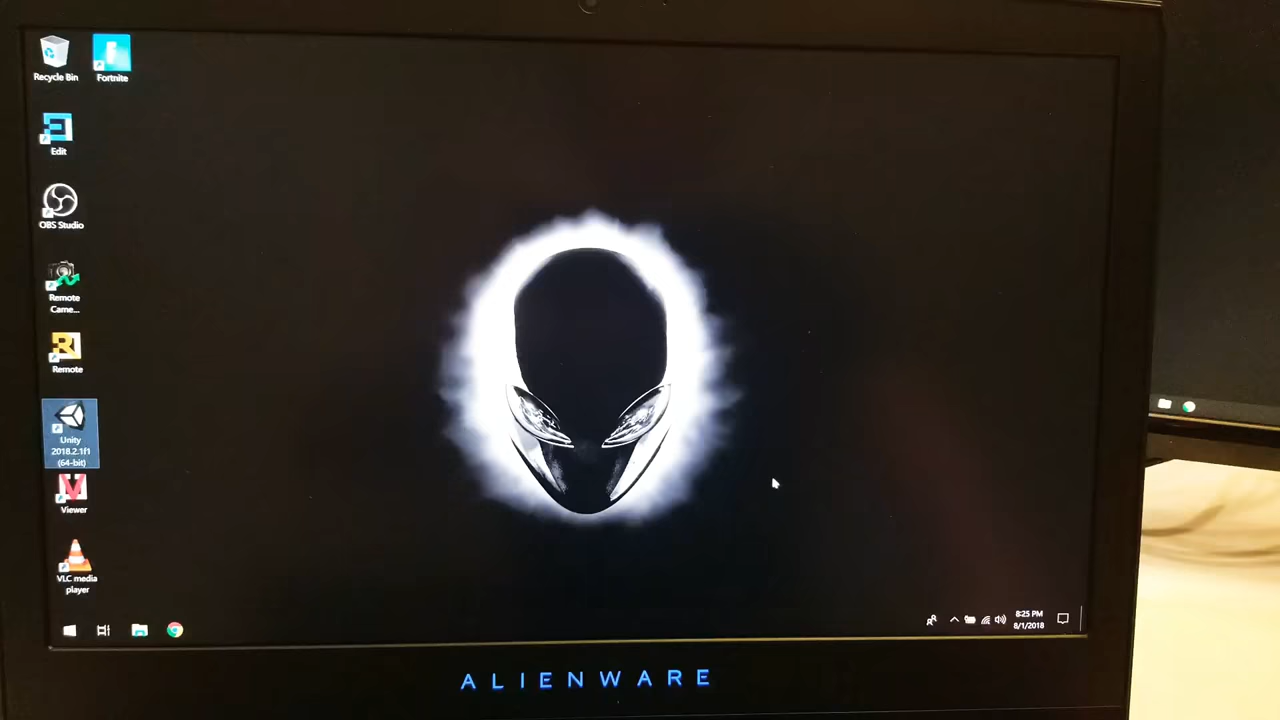 Recycle Bin
Fortnite
Edit
OBS Studio
Remote
Came...
Remote
Unity
2018.2.1f1
(64-bit)
Viewer
VLC media
player
8:25 PM
8/1/2018
ALIENWARE